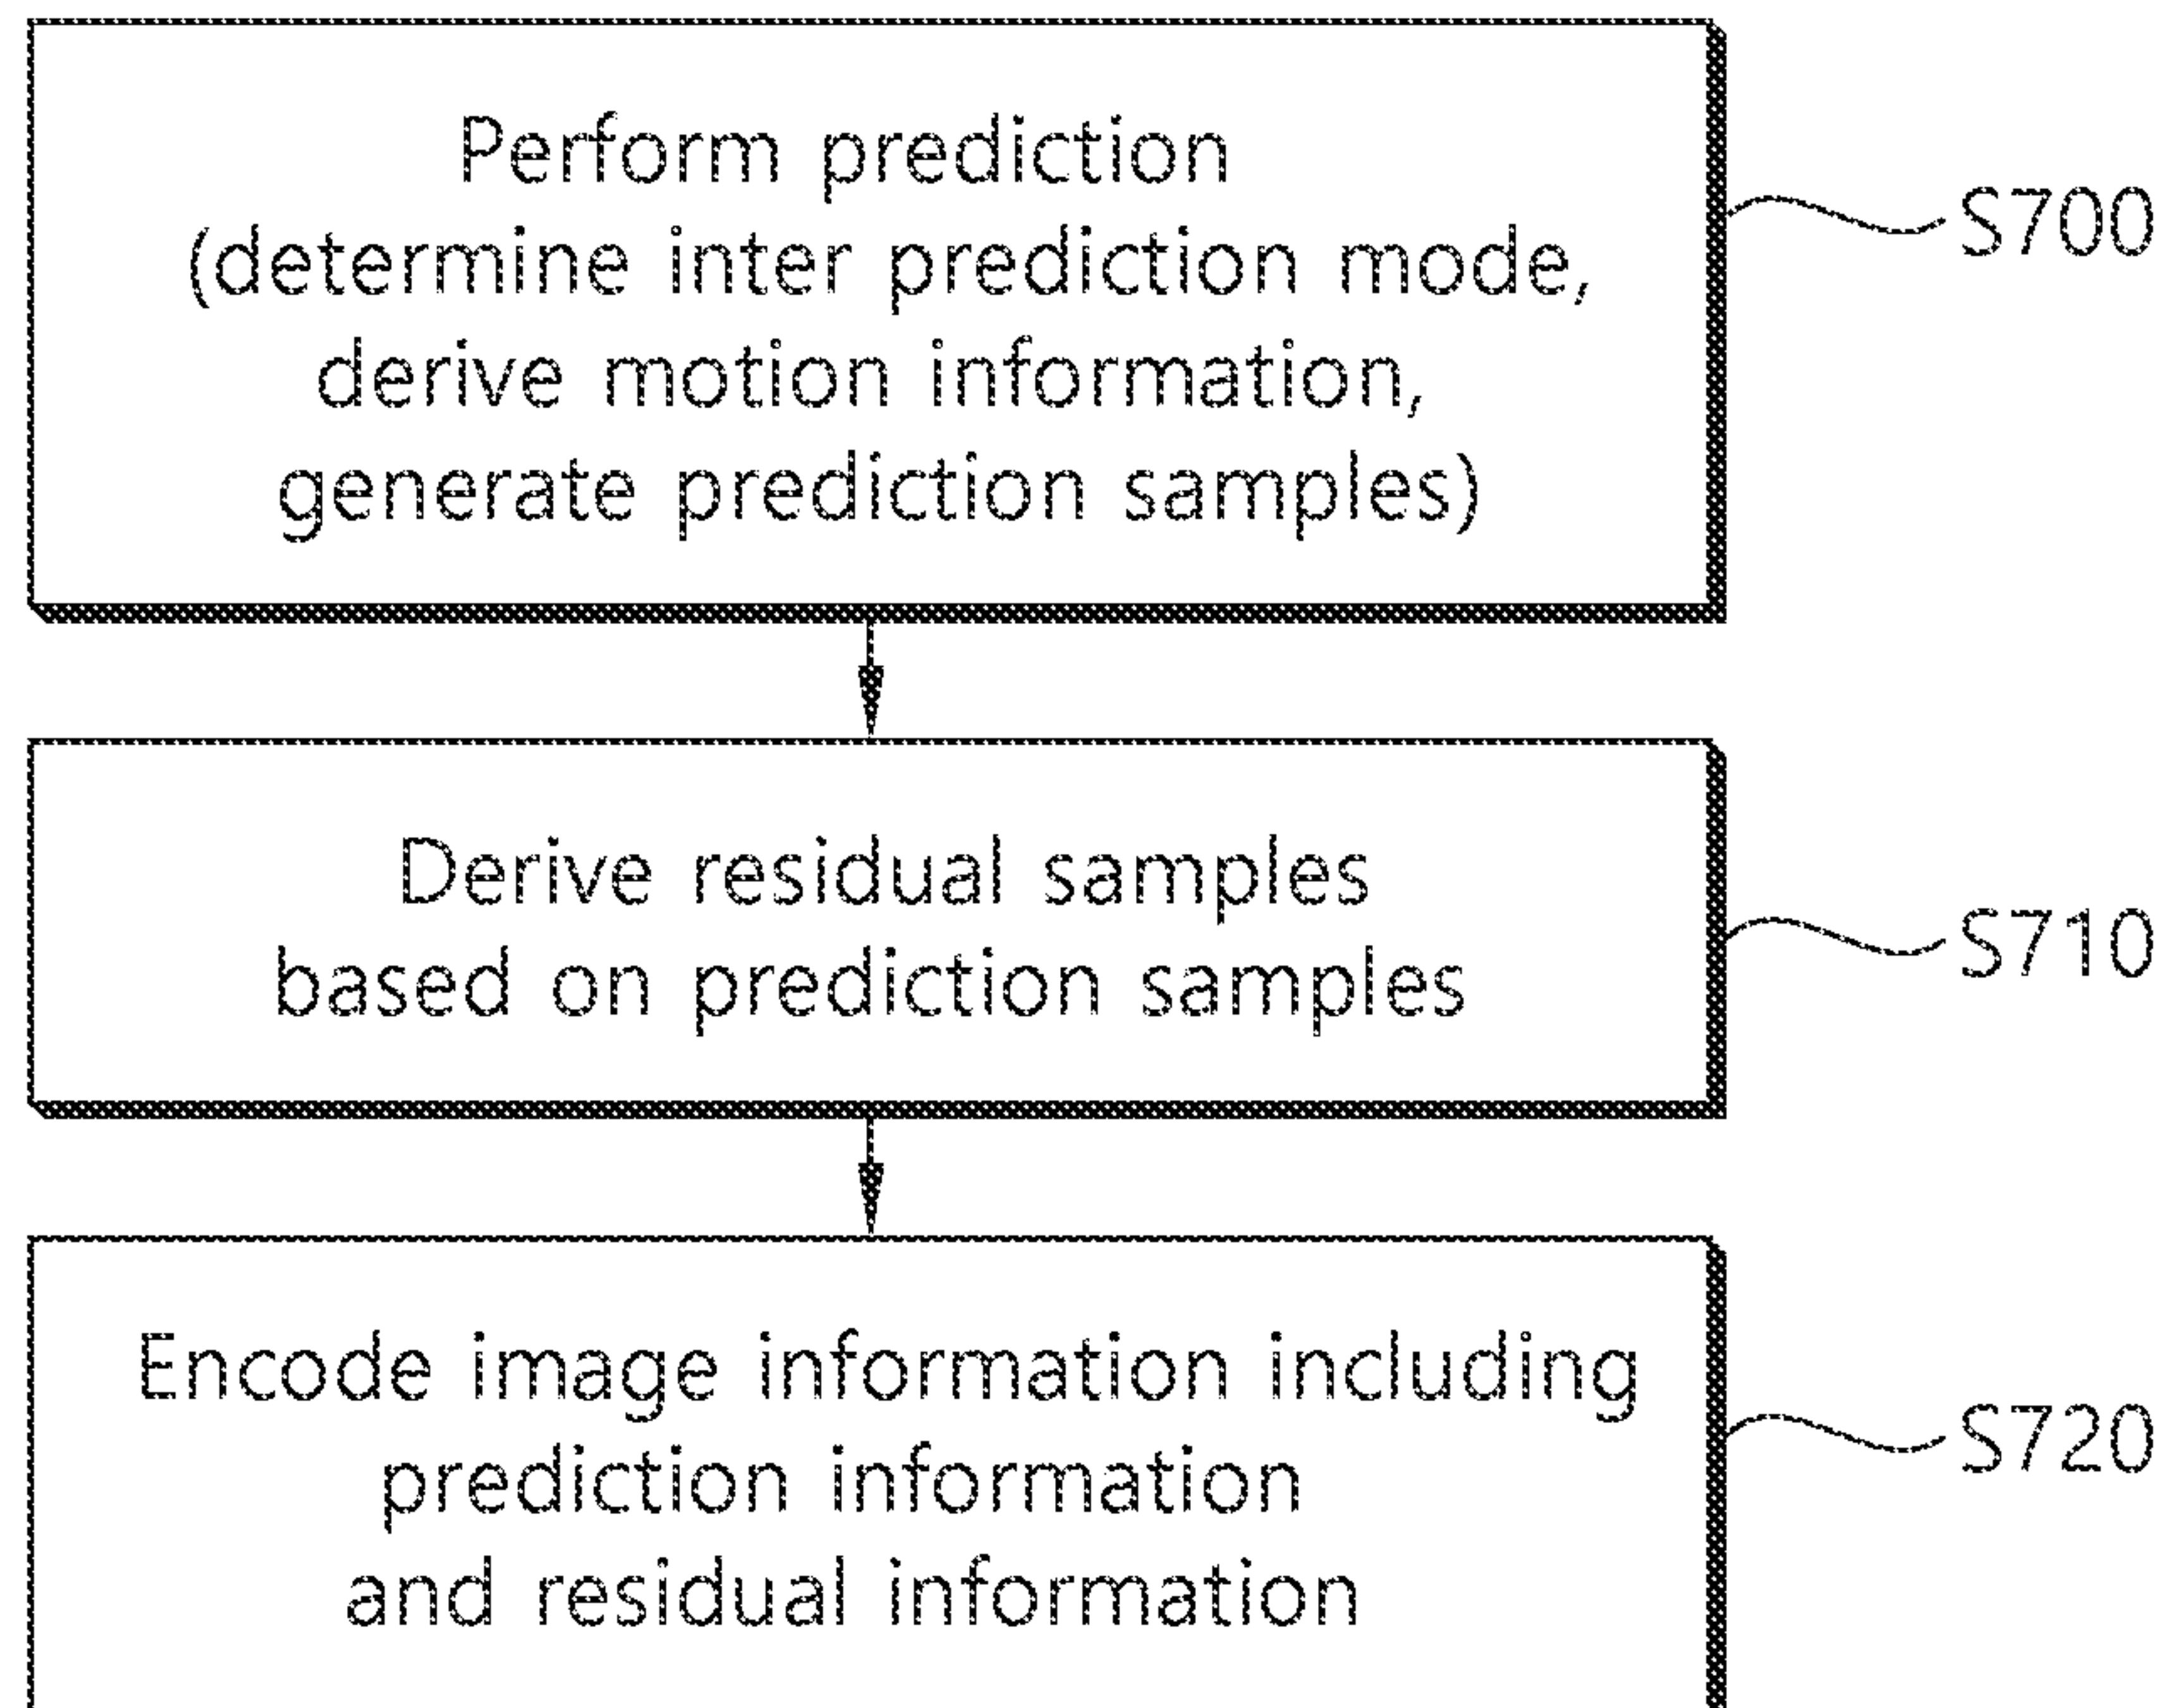 Perform prediction
(determine inter prediction mode,
derive motion information,
generate prediction samples)
S700
Derive residual samples
based on prediction samples
S710
Encode image information including
prediction information
and residual information
S720